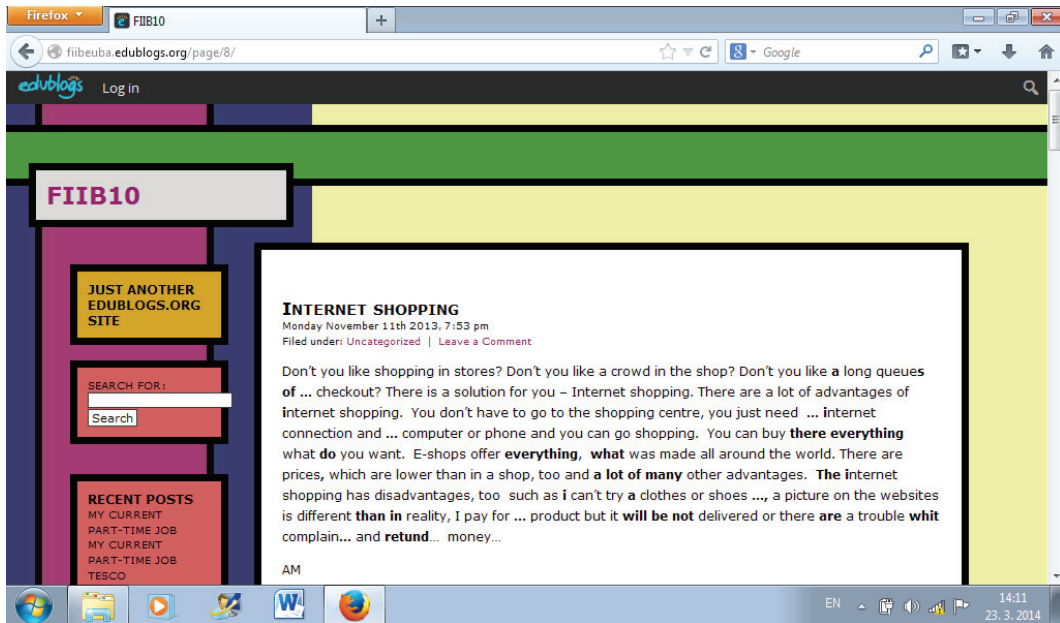 Firefox
FIIB10
fiibeuba.edublogs.org/page/8/
Google
edublogs
Log in
FIIB10
JUST ANOTHER
EDUBLOGS.ORG
SITE
SEARCH FOR:
Search
RECENT POSTS
MY CURRENT
PART-TIME JOB
MY CURRENT
PART-TIME JOB
TESCO
INTERNET SHOPPING
Monday November 11th 2013, 7:53 pm
Filed under: Uncategorized | Leave a Comment
Don't you like shopping in stores? Don't you like a crowd in the shop? Don't you like a long queues
of ... checkout? There is a solution for you – Internet shopping. There are a lot of advantages of
internet shopping. You don't have to go to the shopping centre, you just need ... internet
connection and ... computer or phone and you can go shopping. You can buy there everything
what do you want. E-shops offer everything, what was made all around the world. There are
prices, which are lower than in a shop, too and a lot of many other advantages. The internet
shopping has disadvantages, too such as i can't try a clothes or shoes ..., a picture on the websites
is different than in reality, I pay for ... product but it will be not delivered or there are a trouble whit
complain... and retund... money...
AM
EN
14:11
23. 3. 2014